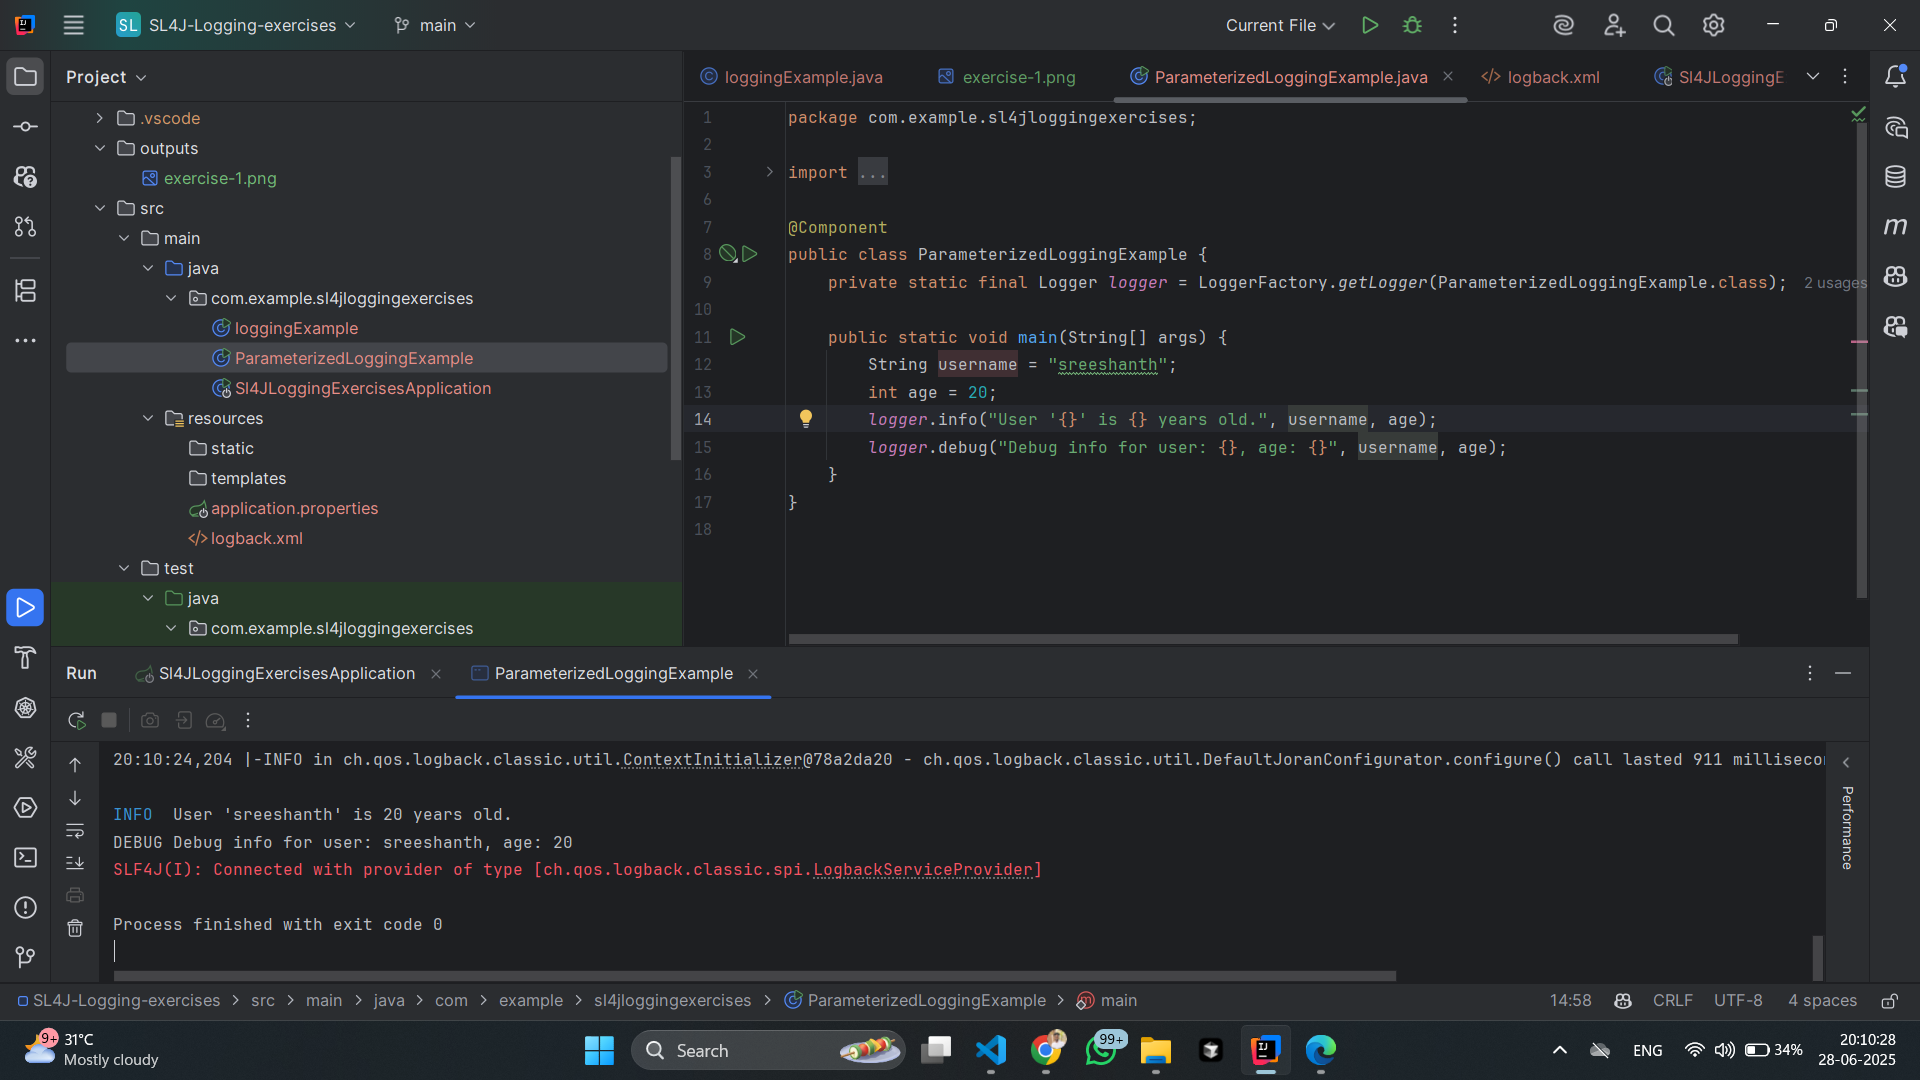 SL SL4J-Logging-exercises main Current File
Project
.vscode
outputs
exercise-1.png
src
main
java
com.example.sl4jloggingexercises
loggingExample
ParameterizedLoggingExample
Sl4JLoggingExercisesApplication
resources
static
templates
application.properties
logback.xml
test
java
com.example.sl4jloggingexercises
loggingExample.java exercise-1.png ParameterizedLoggingExample.java logback.xml Sl4JLoggingE
1 package com.example.sl4jloggingexercises;
2
3 import ...
6
7 @Component
8 public class ParameterizedLoggingExample {
9 private static final Logger logger = LoggerFactory.getLogger(ParameterizedLoggingExample.class); 2 usages
10
11 public static void main(String[] args) {
12 String username = "sreeshanth";
13 int age = 20;
14 logger.info("User '{}' is {} years old.", username, age);
15 logger.debug("Debug info for user: {}, age: {}", username, age);
16 }
17 }
18
Run Sl4JLoggingExercisesApplication ParameterizedLoggingExample
20:10:24,204 |-INFO in ch.qos.logback.classic.util.ContextInitializer@78a2da20 - ch.qos.logback.classic.util.DefaultJoranConfigurator.configure() call lasted 911 millisecon
INFO  User 'sreeshanth' is 20 years old.
DEBUG Debug info for user: sreeshanth, age: 20
SLF4J(I): Connected with provider of type [ch.qos.logback.classic.spi.LogbackServiceProvider]
Process finished with exit code 0
Performance
SL4J-Logging-exercises > src > main > java > com > example > sl4jloggingexercises > ParameterizedLoggingExample > main 14:58 CRLF UTF-8 4 spaces
9+ 31°C
Mostly cloudy
Search
99+
ENG
34%
20:10:28
28-06-2025